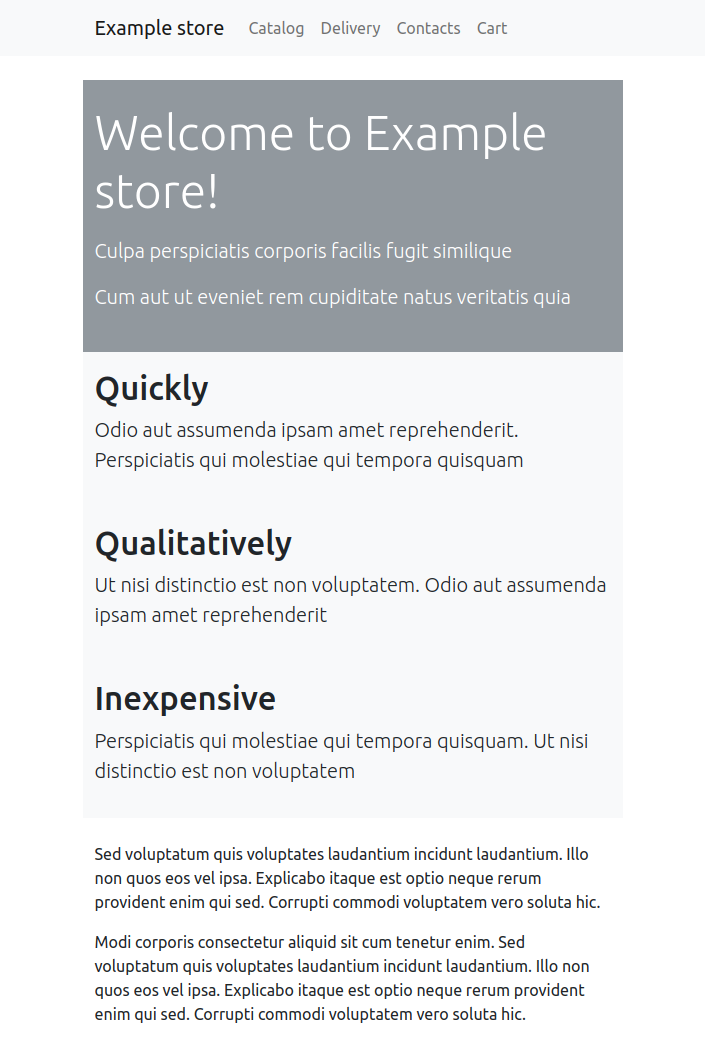 Example store Catalog Delivery Contacts Cart
Welcome to Example
store!
Culpa perspiciatis corporis facilis fugit similique
Cum aut ut eveniet rem cupiditate natus veritatis quia
Quickly
Odio aut assumenda ipsam amet reprehenderit.
Perspiciatis qui molestiae qui tempora quisquam
Qualitatively
Ut nisi distinctio est non voluptatem. Odio aut assumenda
ipsam amet reprehenderit
Inexpensive
Perspiciatis qui molestiae qui tempora quisquam. Ut nisi
distinctio est non voluptatem
Sed voluptatum quis voluptates laudantium incidunt laudantium. Illo
non quos eos vel ipsa. Explicabo itaque est optio neque rerum
provident enim qui sed. Corrupti commodi voluptatem vero soluta hic.
Modi corporis consectetur aliquid sit cum tenetur enim. Sed
voluptatum quis voluptates laudantium incidunt laudantium. Illo non
quos eos vel ipsa. Explicabo itaque est optio neque rerum provident
enim qui sed. Corrupti commodi voluptatem vero soluta hic.